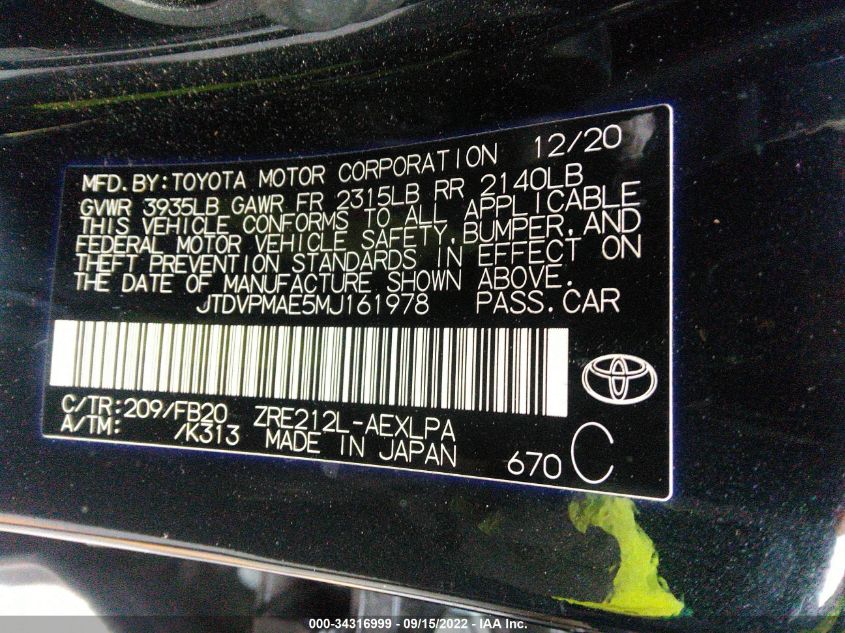 MFD.BY:TOYOTA MOTOR CORPORATION 12/20
GVWR 3935LB GAWR FR 2315LB RR 2140LB
THIS VEHICLE CONFORMS TO ALL APPLICABLE
FEDERAL MOTOR VEHICLE SAFETY,BUMPER,AND
THEFT PREVENTION STANDARDS IN EFFECT ON
THE DATE OF MANUFACTURE SHOWN ABOVE.
JTDVPMAE5MJ161978 PASS.CAR
C/TR:209/FB20 ZRE212L-AEXLPA
A/TM: /K313 MADE IN JAPAN
670 C
000-34316999 - 09/15/2022 - IAA Inc.